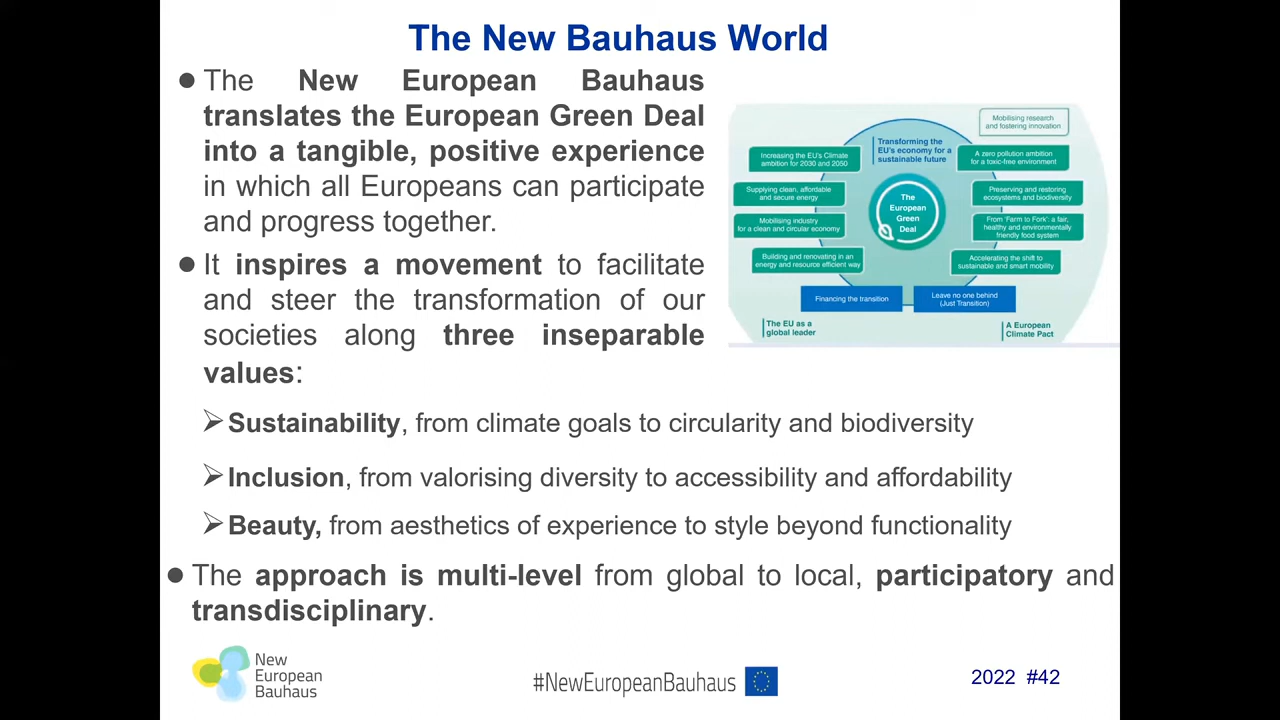 The New Bauhaus World
● The New European Bauhaus
translates the European Green Deal
into a tangible, positive experience
in which all Europeans can participate
and progress together.
● It inspires a movement to facilitate
and steer the transformation of our
societies along three inseparable
values:
➢ Sustainability, from climate goals to circularity and biodiversity
➢ Inclusion, from valorising diversity to accessibility and affordability
➢ Beauty, from aesthetics of experience to style beyond functionality
● The approach is multi-level from global to local, participatory and
transdisciplinary.
Mobilising research
and fostering innovation
Transforming the
EU's economy for a
sustainable future
Increasing the EU's Climate
ambition for 2030 and 2050
A zero pollution ambition
for a toxic-free environment
Supplying clean, affordable
and secure energy
The
European
Green
Deal
Preserving and restoring
ecosystems and biodiversity
Mobilising industry
for a clean and circular economy
From 'Farm to Fork': a fair,
healthy and environmentally
friendly food system
Building and renovating in an
energy and resource efficient way
Accelerating the shift to
sustainable and smart mobility
Financing the transition
Leave no one behind
(Just Transition)
The EU as a
global leader
A European
Climate Pact
New
European
Bauhaus
#NewEuropeanBauhaus
2022 #42